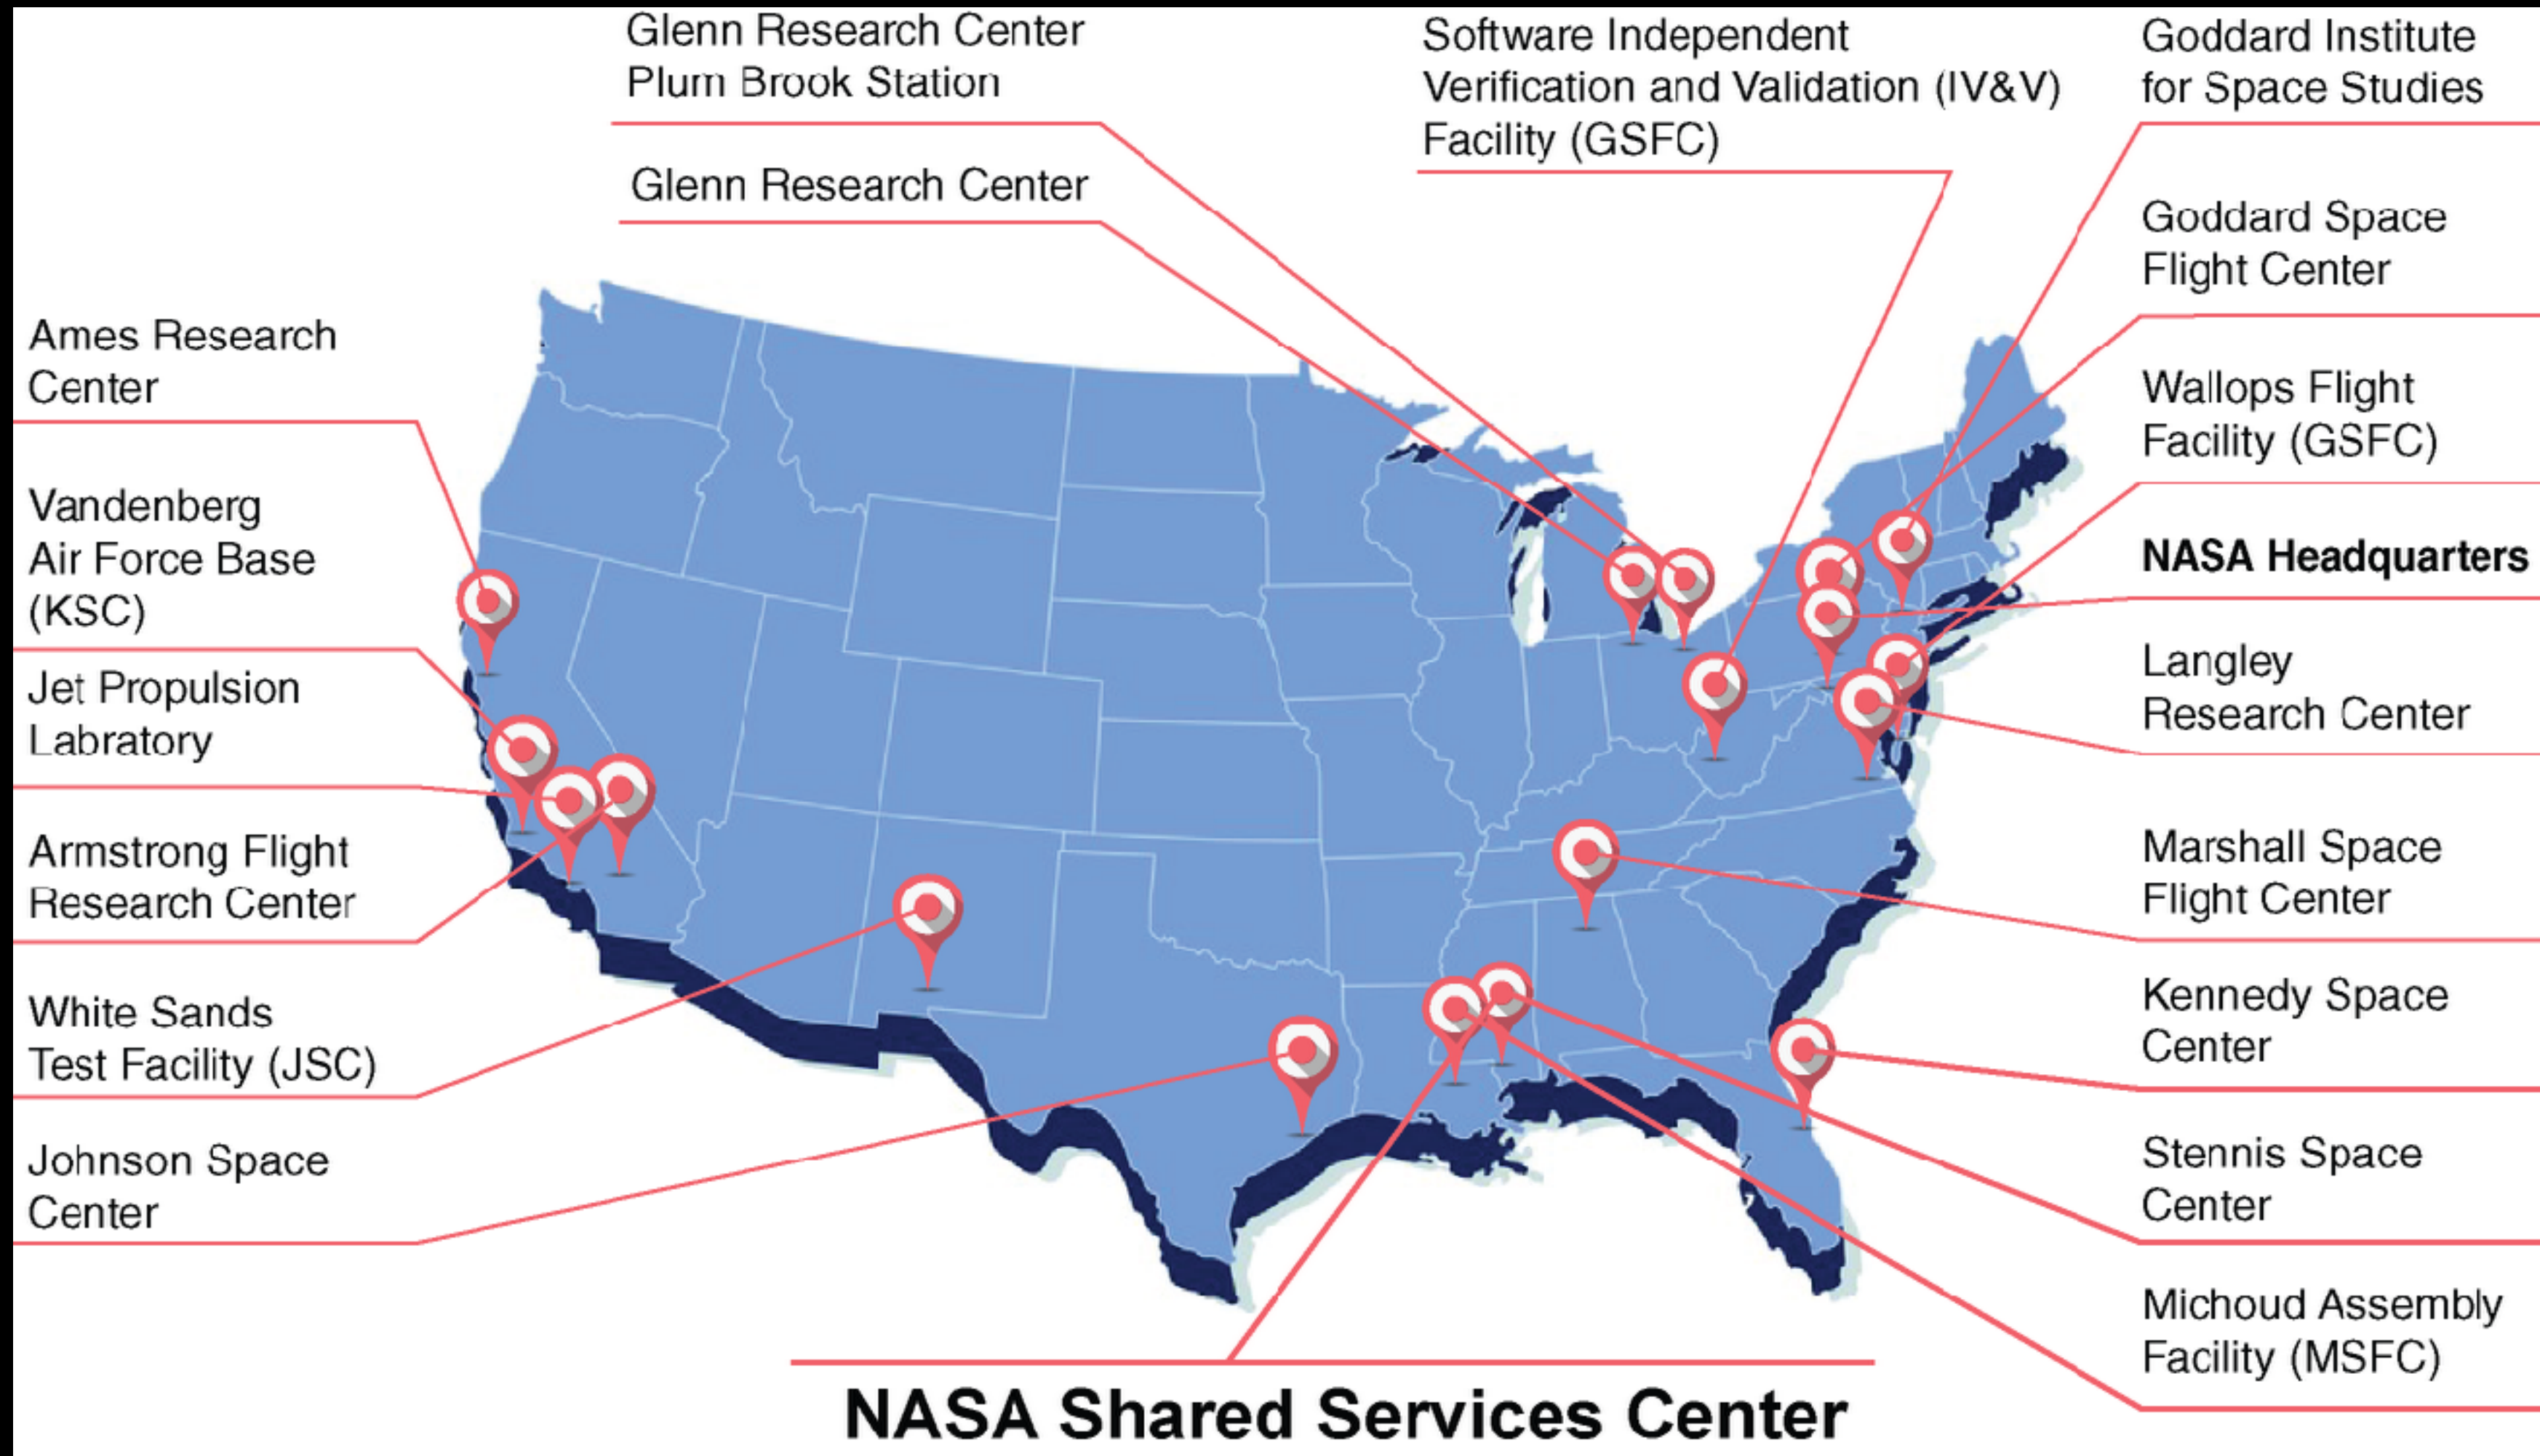 Glenn Research Center
Plum Brook Station
Glenn Research Center
Software Independent
Verification and Validation (IV&V)
Facility (GSFC)
Goddard Institute
for Space Studies
Goddard Space
Flight Center
Wallops Flight
Facility (GSFC)
NASA Headquarters
Langley
Research Center
Marshall Space
Flight Center
Kennedy Space
Center
Stennis Space
Center
Michoud Assembly
Facility (MSFC)
Ames Research
Center
Vandenberg
Air Force Base
(KSC)
Jet Propulsion
Labratory
Armstrong Flight
Research Center
White Sands
Test Facility (JSC)
Johnson Space
Center
NASA Shared Services Center